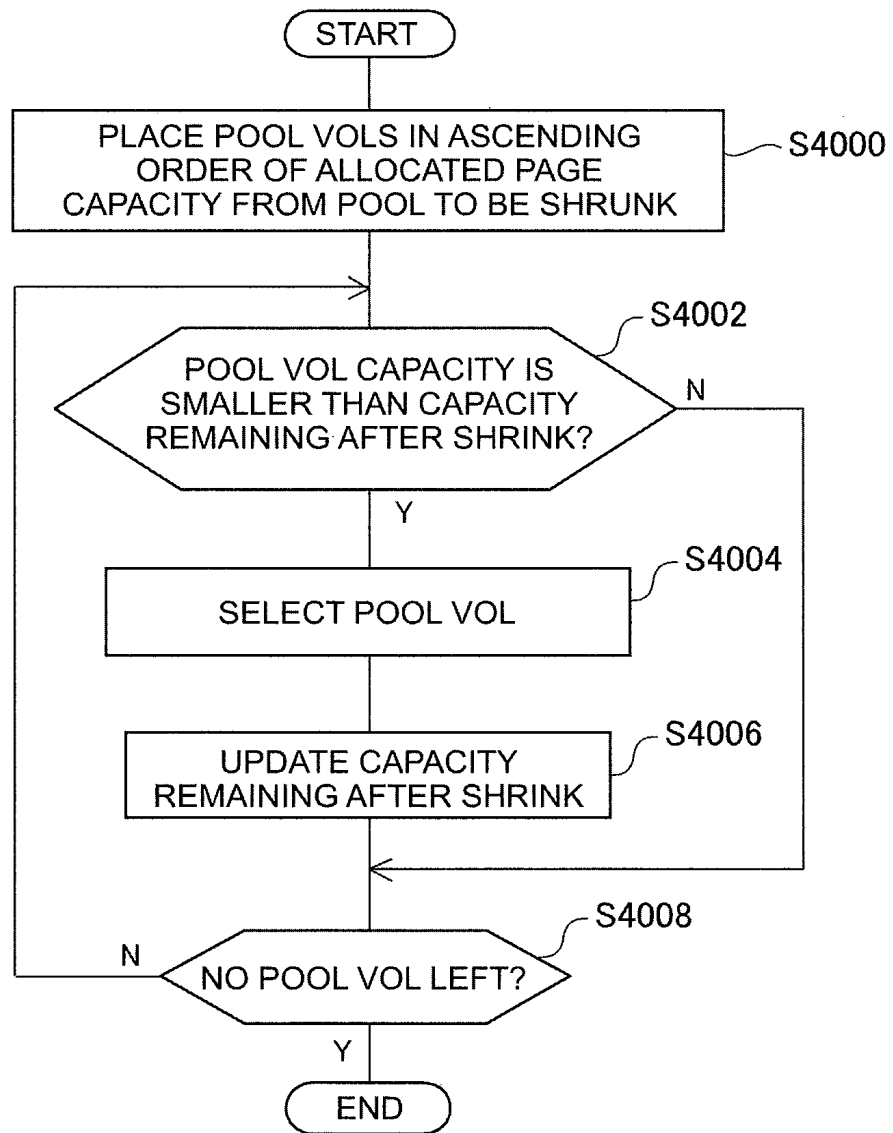 START
PLACE POOL VOLS IN ASCENDING
ORDER OF ALLOCATED PAGE
CAPACITY FROM POOL TO BE SHRUNK
S4000
S4002
POOL VOL CAPACITY IS
SMALLER THAN CAPACITY
REMAINING AFTER SHRINK?
N
Y
S4004
SELECT POOL VOL
S4006
UPDATE CAPACITY
REMAINING AFTER SHRINK
S4008
N
NO POOL VOL LEFT?
Y
END